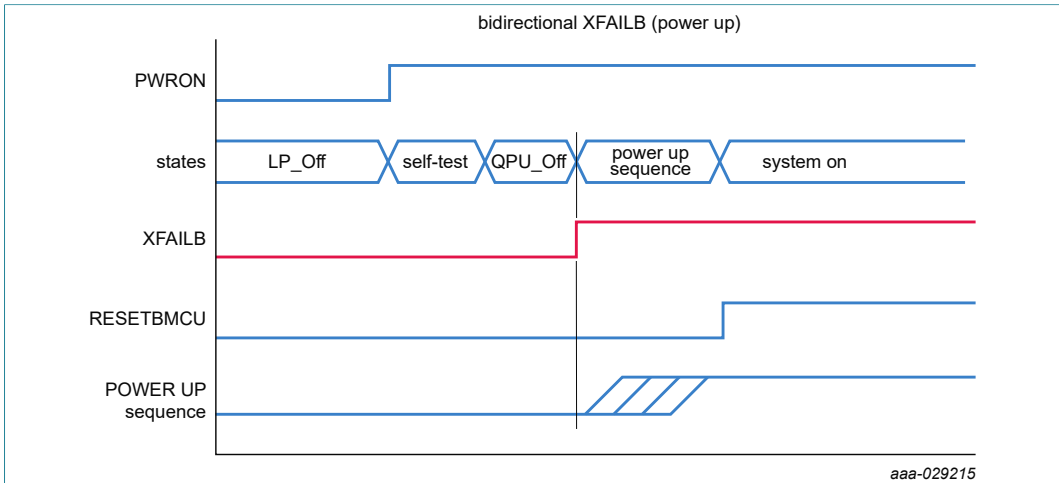 bidirectional XFAILB (power up)
PWRON
states
LP_Off
self-test
QPU_Off
power up
sequence
system on
XFAILB
RESETBMCU
POWER UP
sequence
aaa-029215